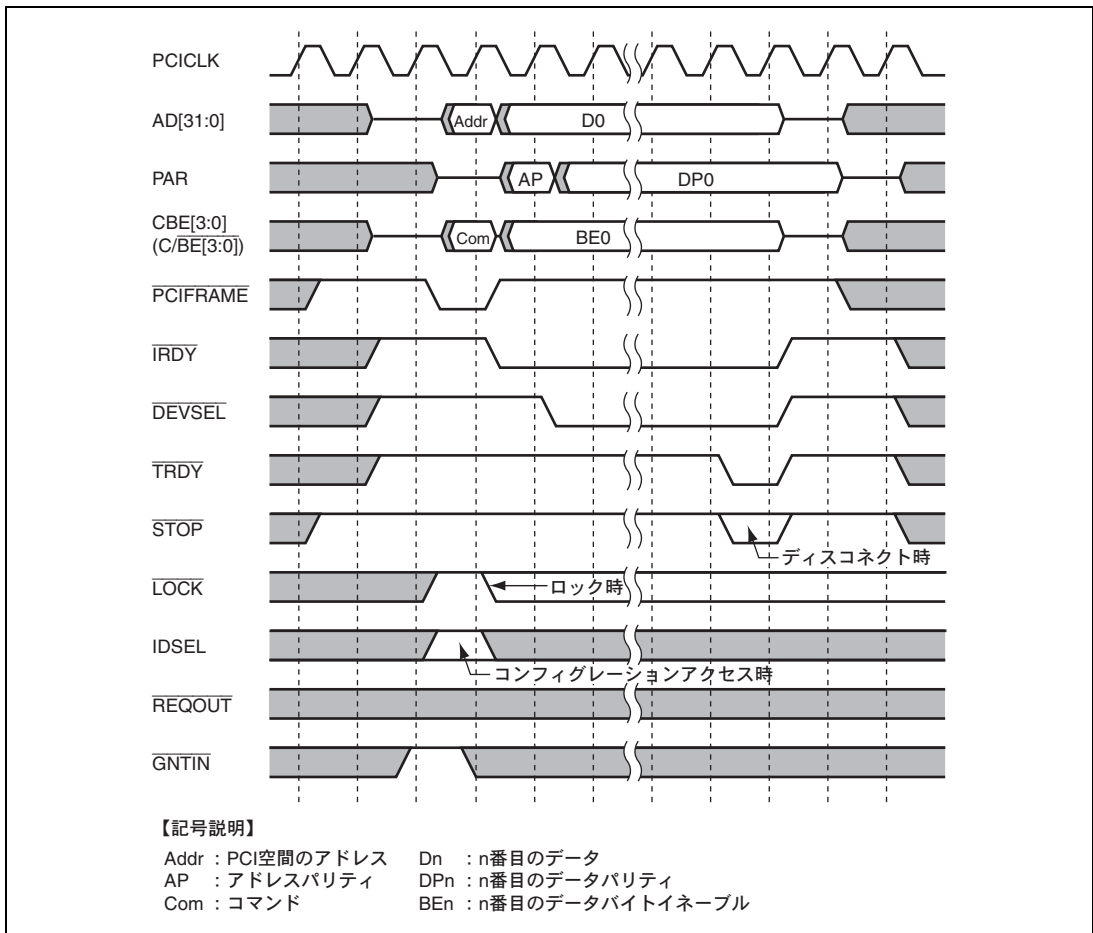 PCICLK
AD[31:0]
Addr
D0
PAR
AP
DP0
CBE[3:0]
(C/BE[3:0])
Com
BE0
PCIFRAME
IRDY
DEVSEL
TRDY
STOP
ディスコネクト時
LOCK
ロック時
IDSEL
コンフィグレーションアクセス時
REQOUT
GNTIN
【記号説明】
Addr : PCI空間のアドレス Dn : n番目のデータ
AP : アドレスパリティ DPn : n番目のデータパリティ
Com : コマンド BEn : n番目のデータバイトイネーブル